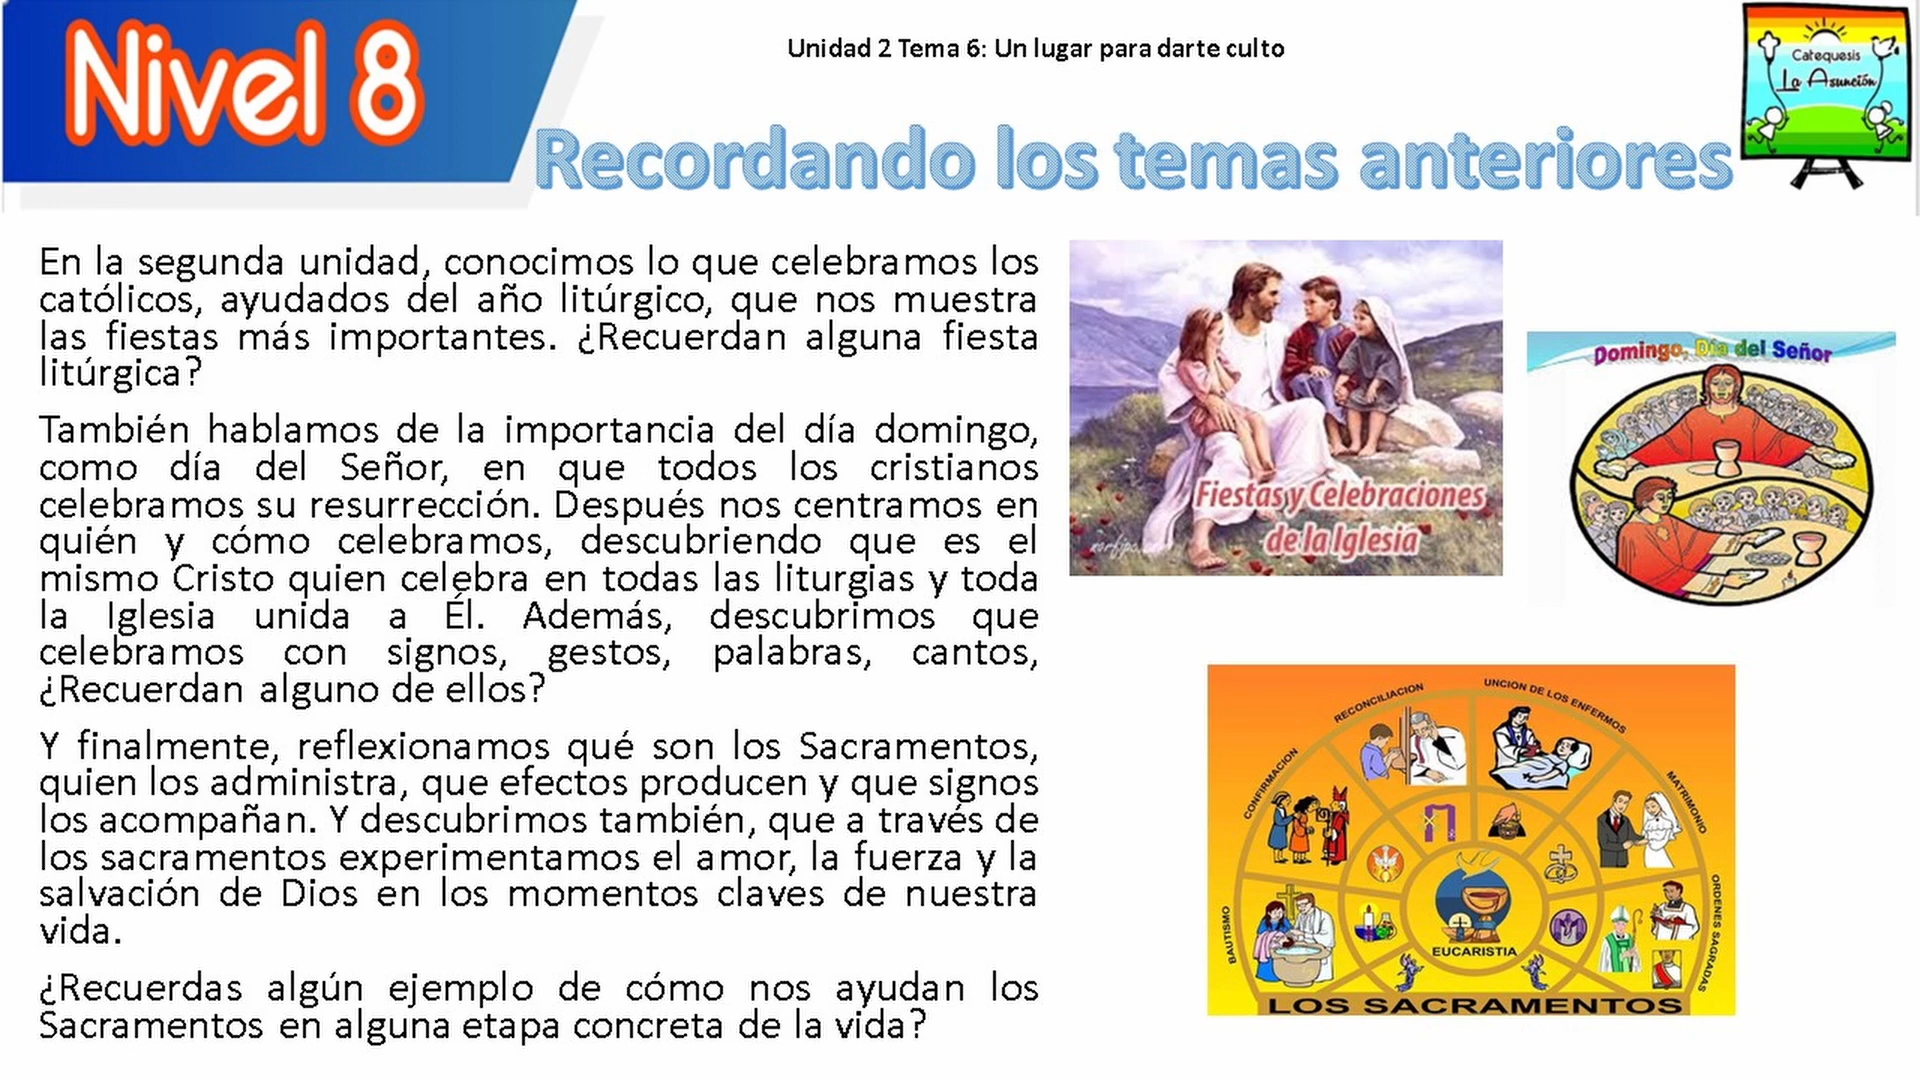 Nivel 8
Unidad 2 Tema 6: Un lugar para darte culto
Catequesis
La Asunción
Recordando los temas anteriores
En la segunda unidad, conocimos lo que celebramos los
católicos, ayudados del año litúrgico, que nos muestra
las fiestas más importantes. ¿Recuerdan alguna fiesta
litúrgica?
También hablamos de la importancia del día domingo,
como día del Señor, en que todos los cristianos
celebramos su resurrección. Después nos centramos en
quién y cómo celebramos, descubriendo que es el
mismo Cristo quien celebra en todas las liturgias y toda
la Iglesia unida a Él. Además, descubrimos que
celebramos con signos, gestos, palabras, cantos,
¿Recuerdan alguno de ellos?
Y finalmente, reflexionamos qué son los Sacramentos,
quien los administra, que efectos producen y que signos
los acompañan. Y descubrimos también, que a través de
los sacramentos experimentamos el amor, la fuerza y la
salvación de Dios en los momentos claves de nuestra
vida.
¿Recuerdas algún ejemplo de cómo nos ayudan los
Sacramentos en alguna etapa concreta de la vida?
Fiestas y Celebraciones
de la Iglesia
Domingo, Día del Señor
RECONCILIACION
UNCION DE LOS ENFERMOS
CONFIRMACION
MATRIMONIO
BAUTISMO
ORDENES SAGRADAS
EUCARISTIA
LOS SACRAMENTOS